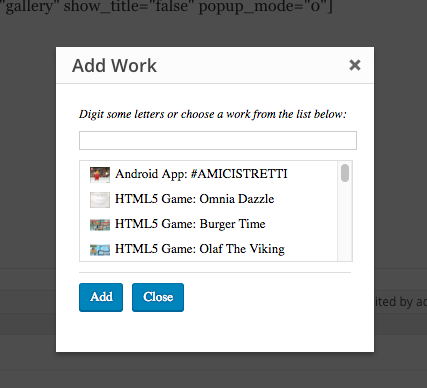 "gallery" show_title="false" popup_mode="0"]
Add Work
Digit some letters or choose a work from the list below:
Android App: #AMICISTRETTI
HTML5 Game: Omnia Dazzle
HTML5 Game: Burger Time
HTML5 Game: Olaf The Viking
Add Close
ited by ad